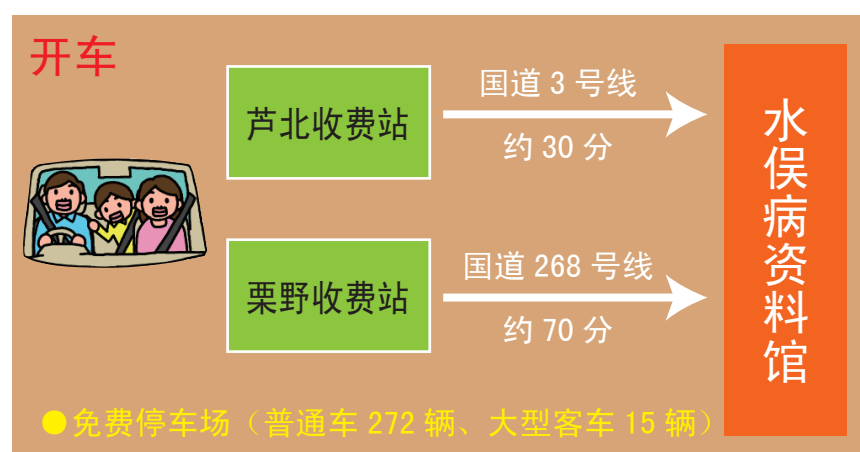 开车
芦北收费站
国道 3 号线
约 30 分
栗野收费站
国道 268 号线
约 70 分
水俣病资料馆
●免费停车场（普通车 272 辆、大型客车 15 辆）